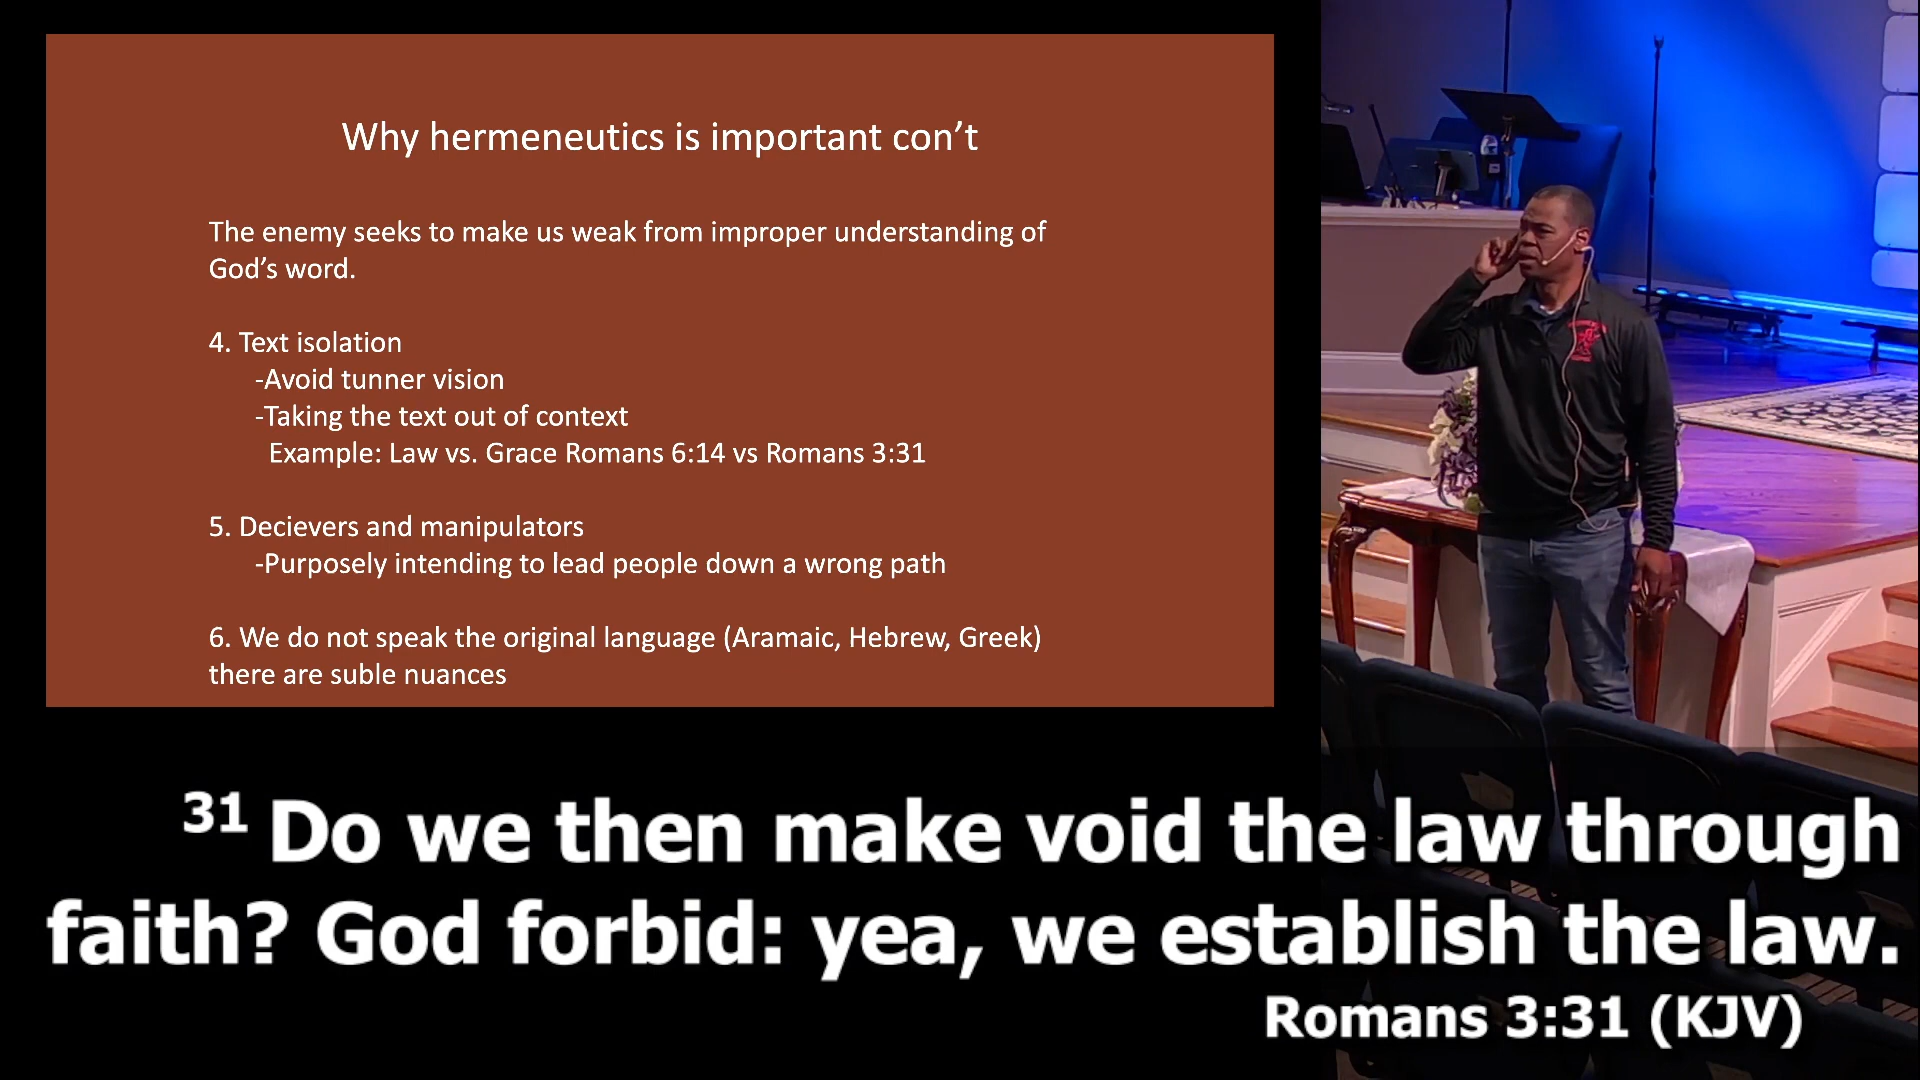 Why hermeneutics is important con’t
The enemy seeks to make us weak from improper understanding of
God’s word.
4. Text isolation
-Avoid tunner vision
-Taking the text out of context
Example: Law vs. Grace Romans 6:14 vs Romans 3:31
5. Decievers and manipulators
-Purposely intending to lead people down a wrong path
6. We do not speak the original language (Aramaic, Hebrew, Greek)
there are suble nuances
31 Do we then make void the law through
faith? God forbid: yea, we establish the law.
Romans 3:31 (KJV)